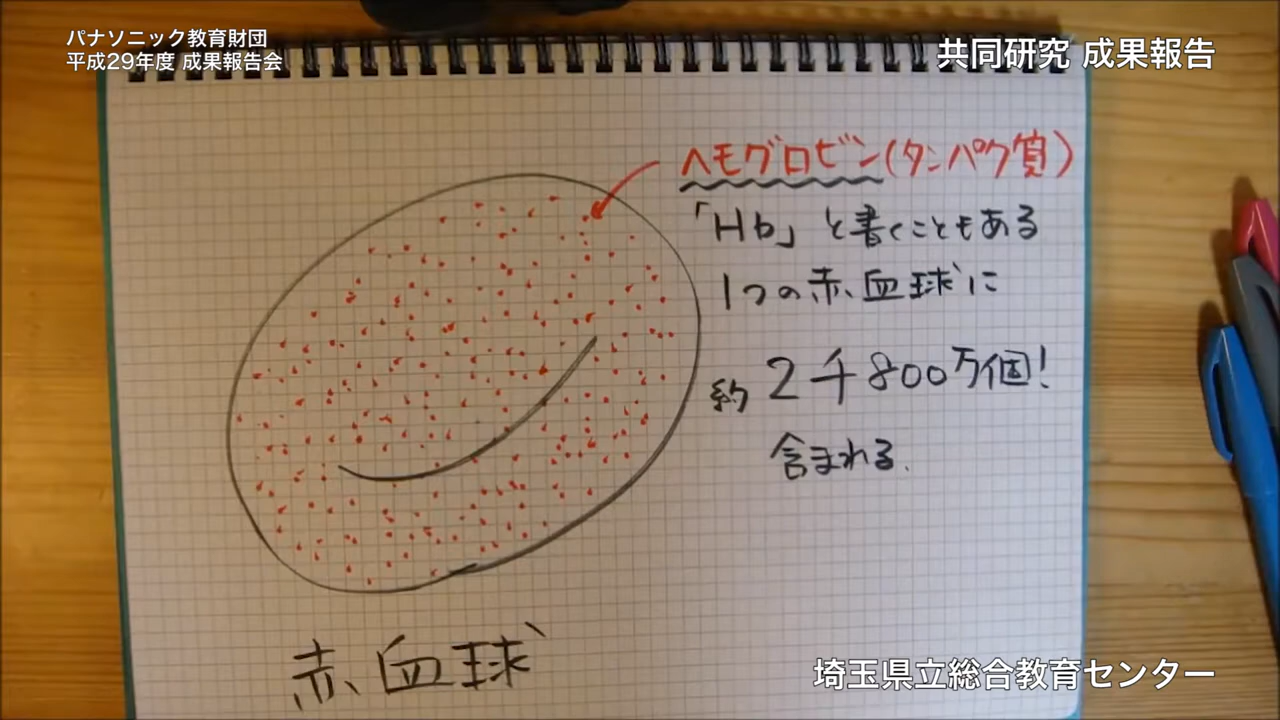 パナソニック教育財団
平成29年度 成果報告会
共同研究 成果報告
ヘモグロビン(タンパク質)
「Hb」と書くこともある
1つの赤血球に
約2千800万個!
含まれる.
赤血球
埼玉県立総合教育センター